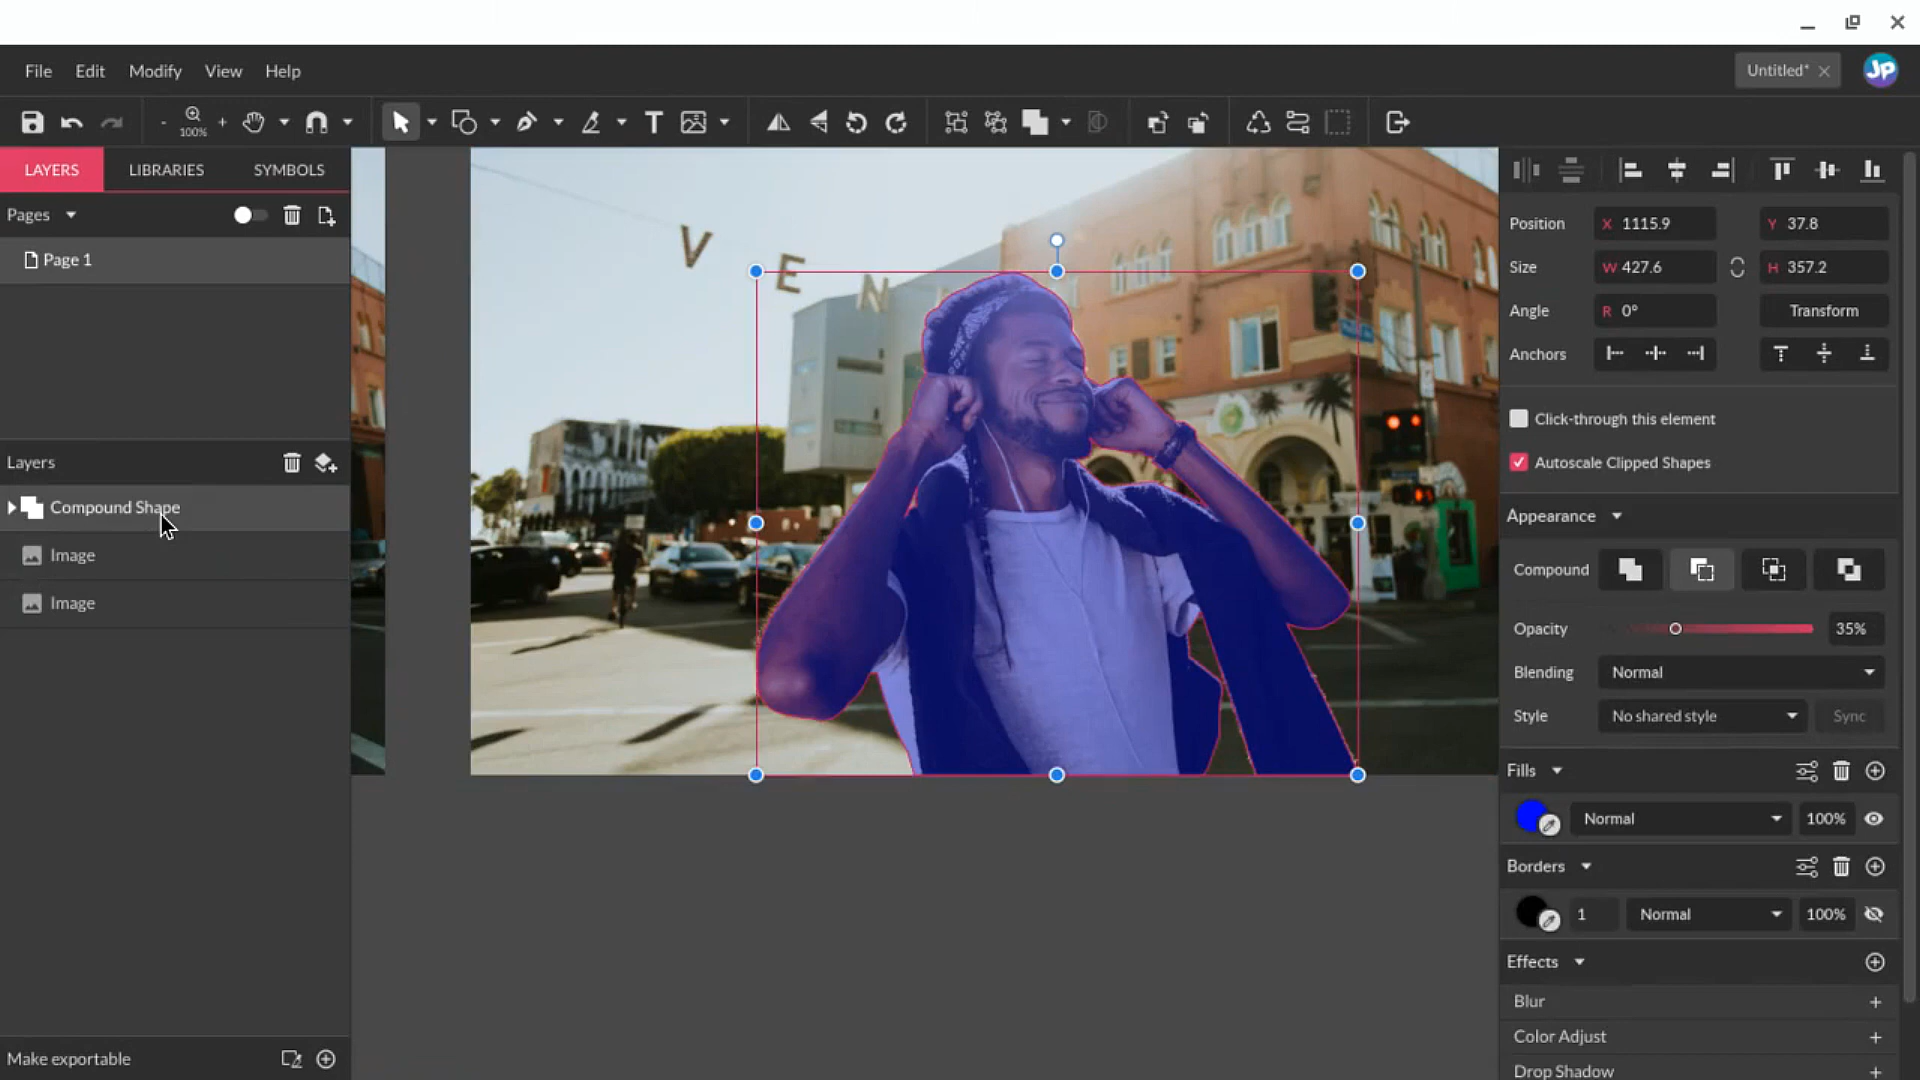 File Edit Modify View Help
Untitled*
JP
- 100% +
LAYERS LIBRARIES SYMBOLS
Pages
Page 1
Layers
Compound Shape
Image
Image
Make exportable
V E N
Position X 1115.9 Y 37.8
Size W 427.6 H 357.2
Angle R 0° Transform
Anchors
Click-through this element
Autoscale Clipped Shapes
Appearance
Compound
Opacity 35%
Blending Normal
Style No shared style Sync
Fills
Normal 100%
Borders
1 Normal 100%
Effects
Blur
Color Adjust
Drop Shadow